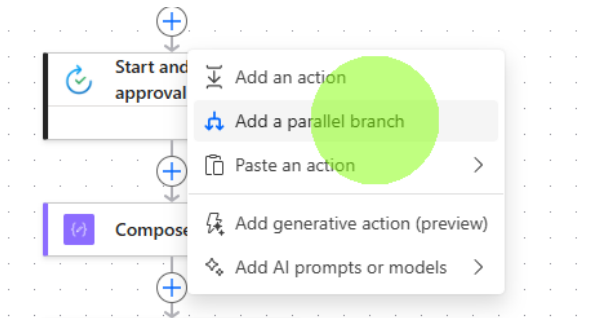 Start and
approval
Add an action
Add a parallel branch
Paste an action
Compose
Add generative action (preview)
Add AI prompts or models